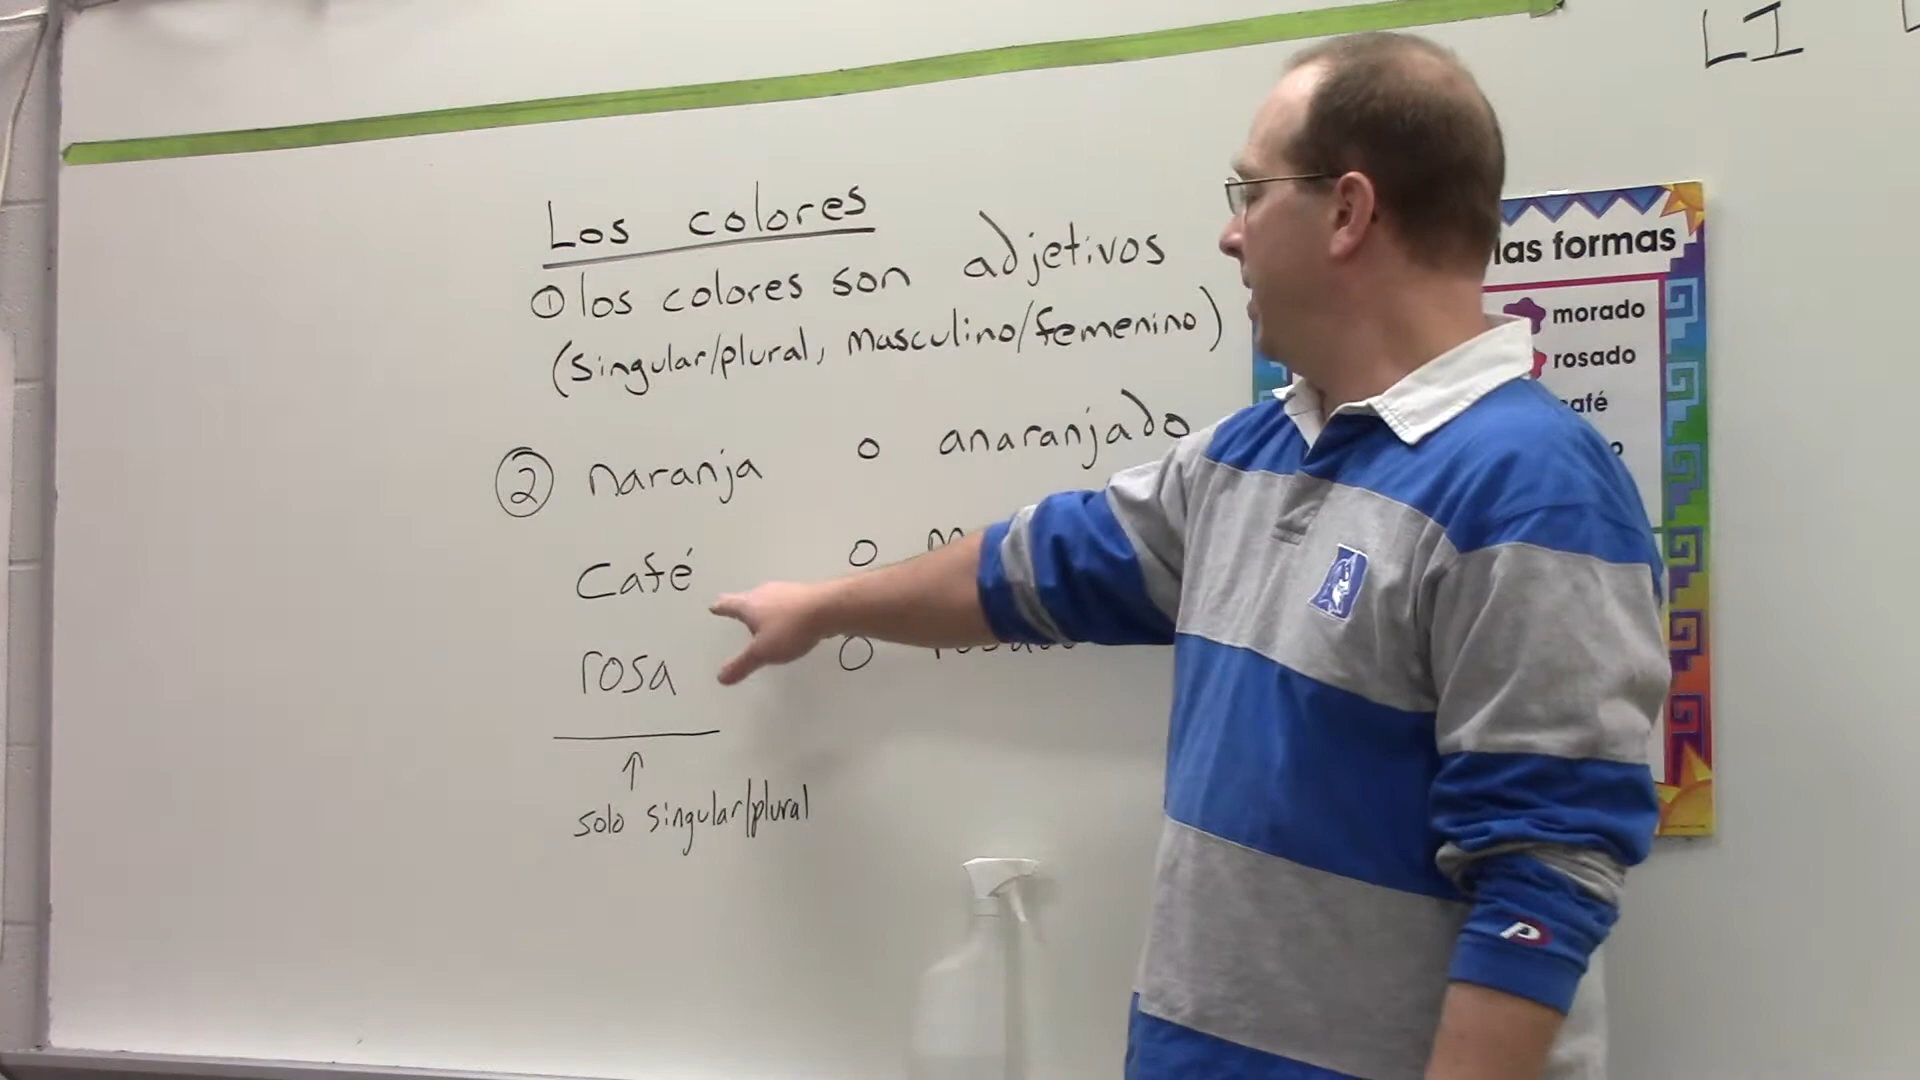 LI
Los colores
① los colores son adjetivos
(singular/plural, masculino/femenino)
② naranja o anaranjado
café o
rosa o
↑
solo singular/plural
las formas
morado
rosado
café